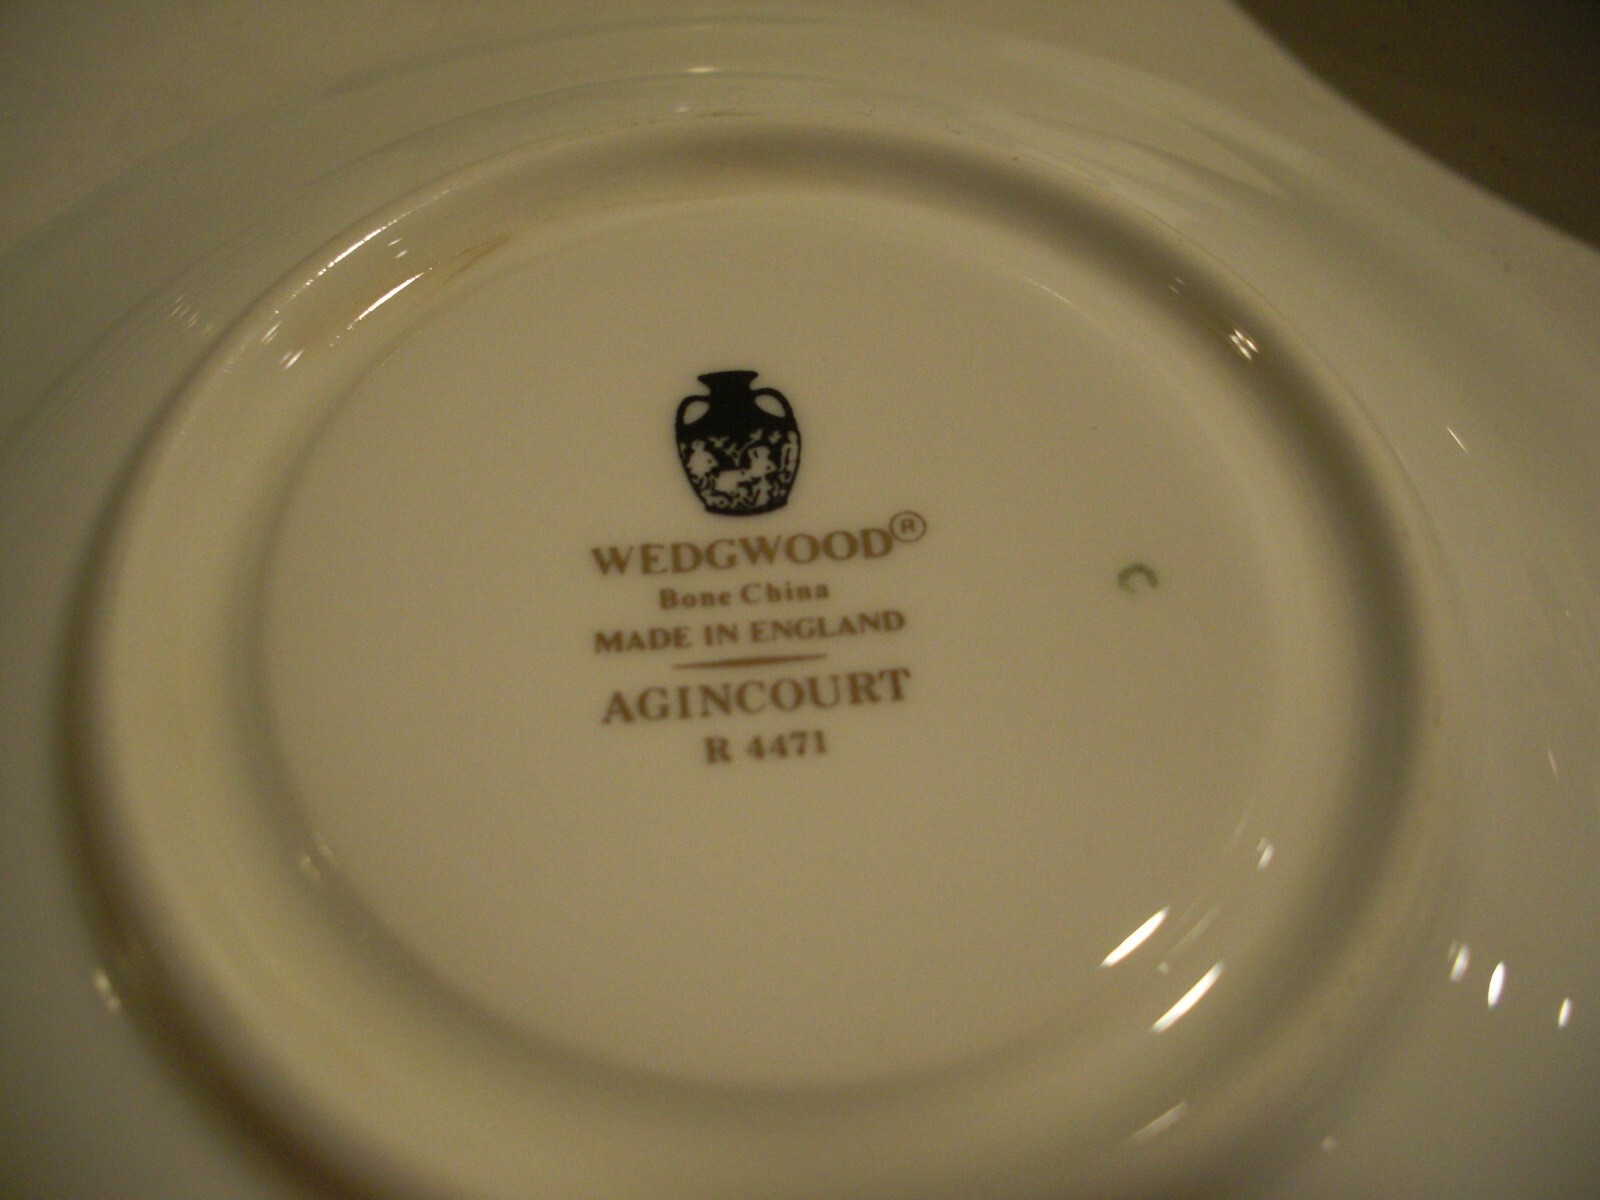 WEDGWOOD®
Bone China
MADE IN ENGLAND
AGINCOURT
R 4471